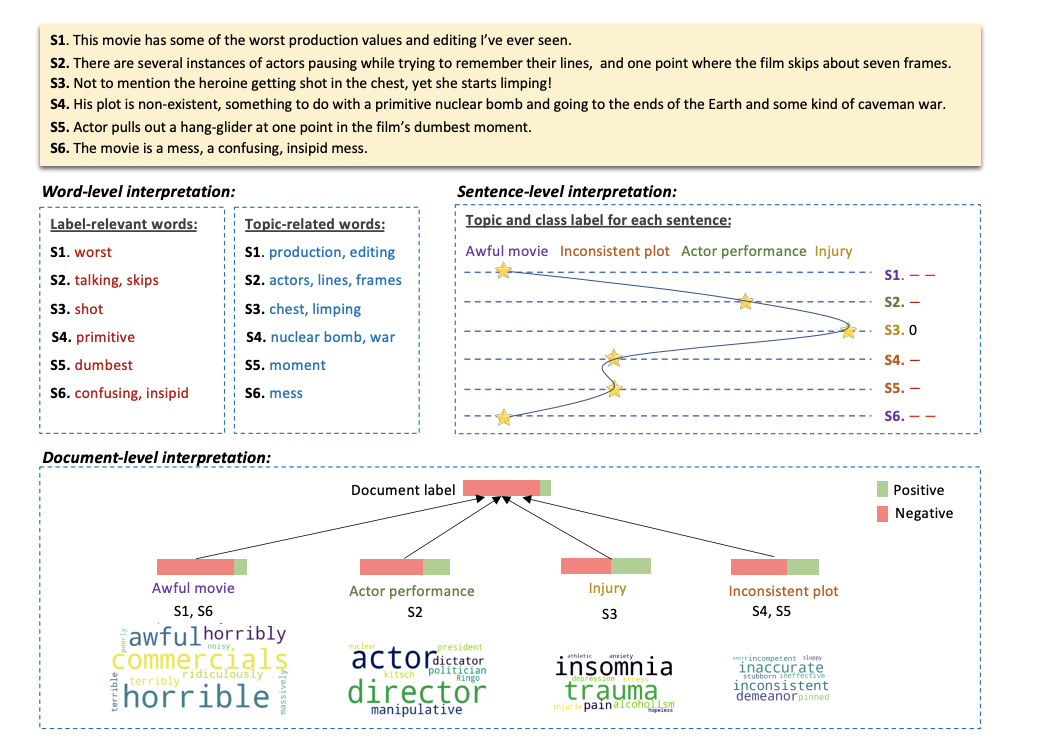 S1. This movie has some of the worst production values and editing I've ever seen.
S2. There are several instances of actors pausing while trying to remember their lines,  and one point where the film skips about seven frames.
S3. Not to mention the heroine getting shot in the chest, yet she starts limping!
S4. His plot is non-existent, something to do with a primitive nuclear bomb and going to the ends of the Earth and some kind of caveman war.
S5. Actor pulls out a hang-glider at one point in the film's dumbest moment.
S6. The movie is a mess, a confusing, insipid mess.
Word-level interpretation:
Label-relevant words:
S1. worst
S2. talking, skips
S3. shot
S4. primitive
S5. dumbest
S6. confusing, insipid
Topic-related words:
S1. production, editing
S2. actors, lines, frames
S3. chest, limping
S4. nuclear bomb, war
S5. moment
S6. mess
Sentence-level interpretation:
Topic and class label for each sentence:
Awful movie Inconsistent plot Actor performance Injury
S1. — —
S2. —
S3. 0
S4. —
S5. —
S6. — —
Document-level interpretation:
Document label
Positive
Negative
Awful movie
S1, S6
Actor performance
S2
Injury
S3
Inconsistent plot
S4, S5
poorly
awful
horribly
noisy
commercials
ridiculously
terribly
terrible
horrible
massively
nuclear
president
actor
dictator
politician
kitsch
Ringo
director
manipulative
athletic
anxiety
insomnia
depression
stress
trauma
injurie
pain
alcoholism
hopeless
incompetent
sloppy
inaccurate
stubborn
ineffective
inconsistent
demeanor
pinned